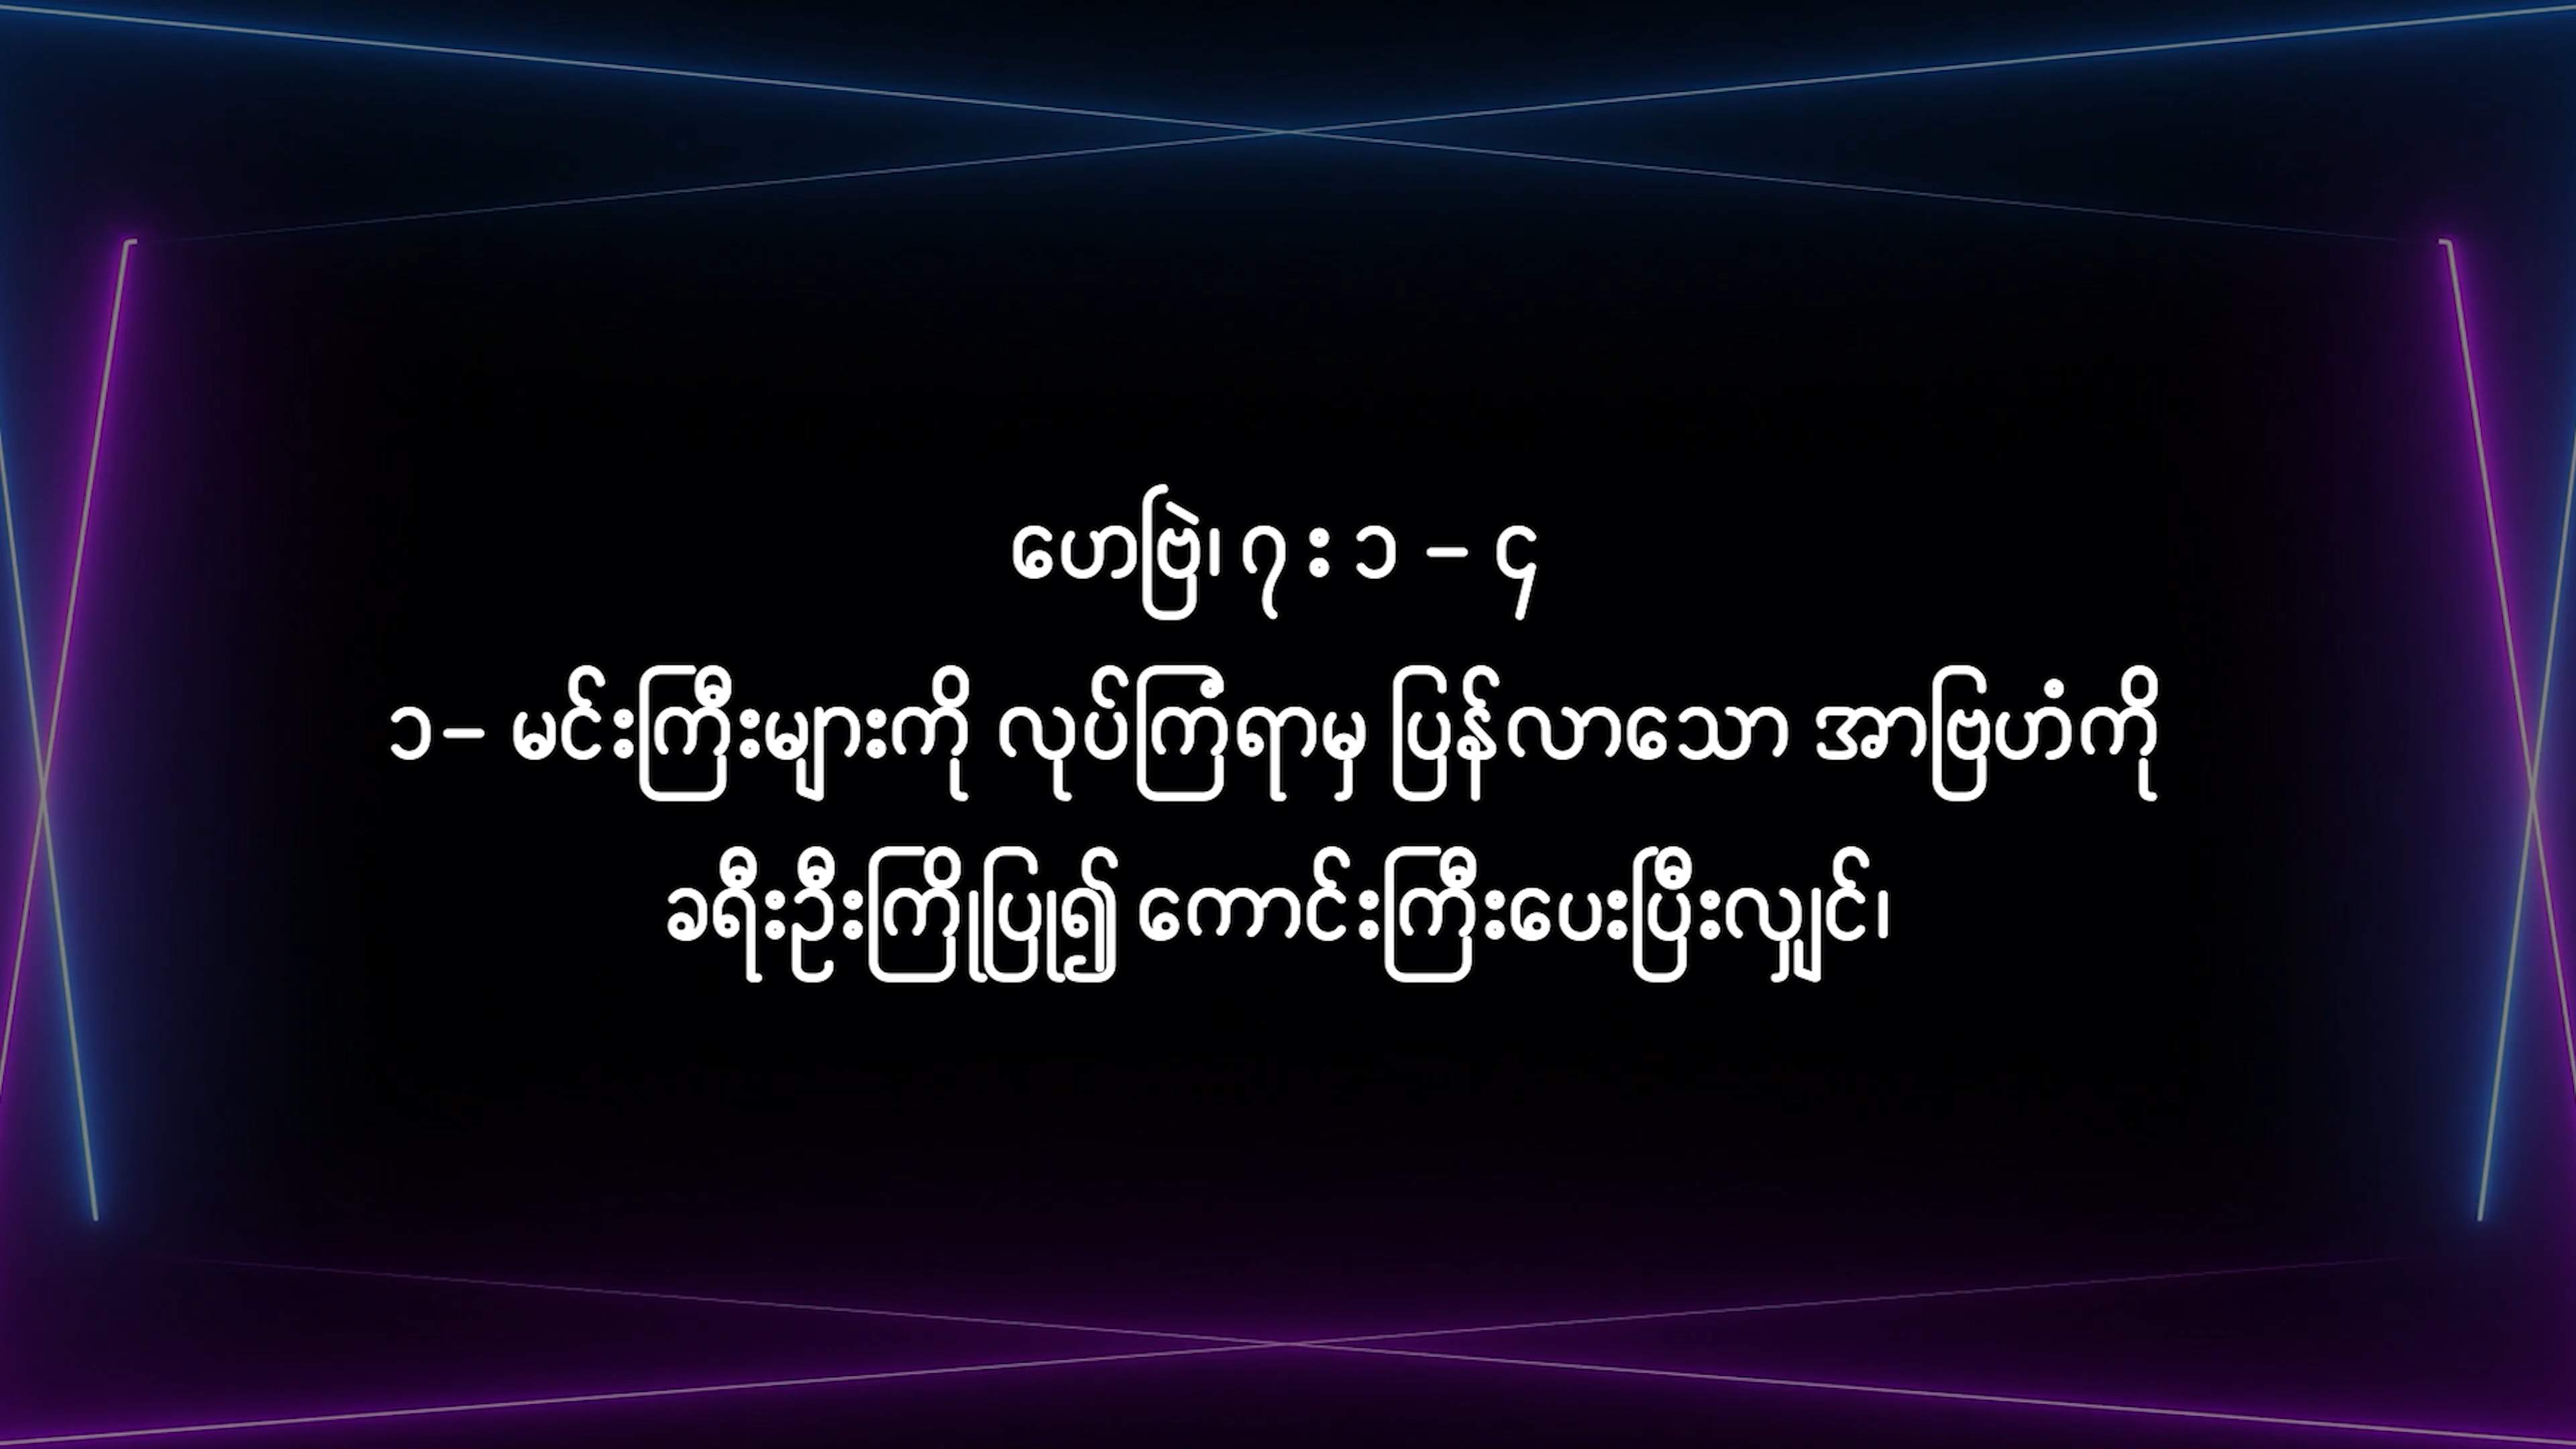 ဟေဗြဲ၊ ၇ : ၁ – ၄
၁– မင်းကြီးများကို လုပ်ကြံရာမှ ပြန်လာသော အာဗြဟံကို
ခရီးဦးကြိုပြု၍ ကောင်းကြီးပေးပြီးလျှင်၊